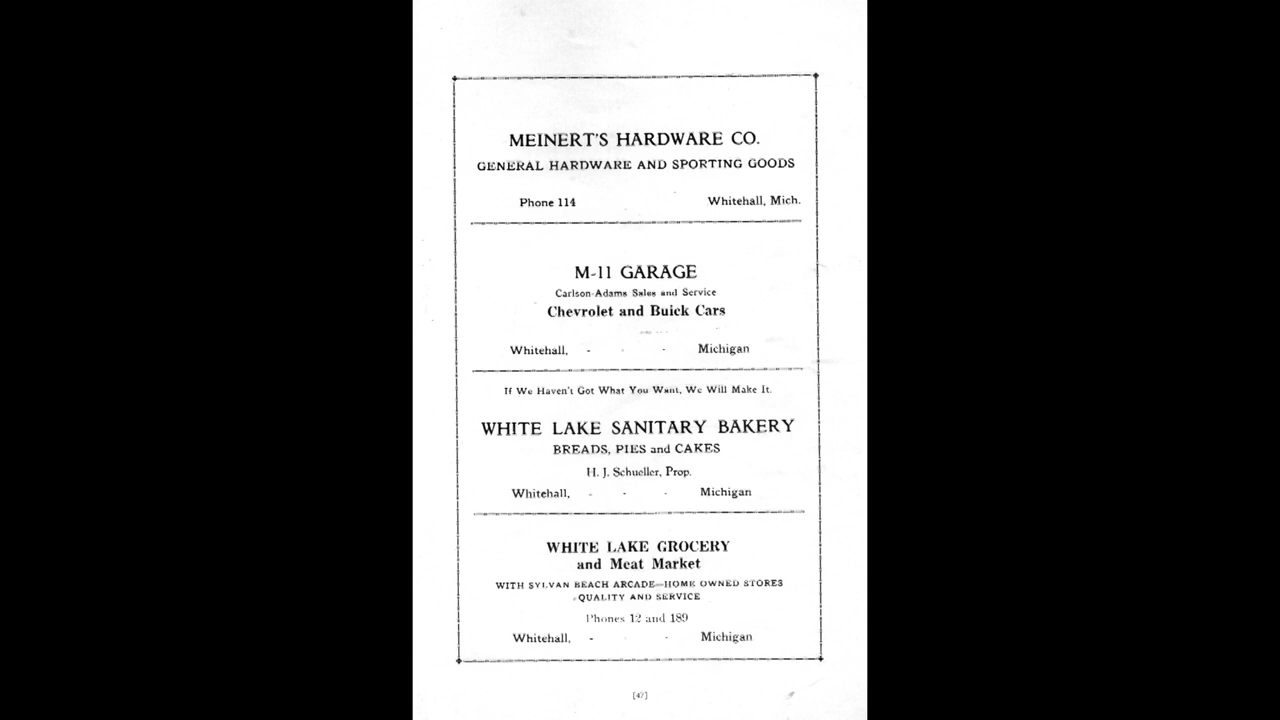 MEINERT'S HARDWARE CO.
GENERAL HARDWARE AND SPORTING GOODS
Phone 114 Whitehall, Mich.
M-11 GARAGE
Carlson-Adams Sales and Service
Chevrolet and Buick Cars
Whitehall, - - - Michigan
If We Haven't Got What You Want, We Will Make It.
WHITE LAKE SANITARY BAKERY
BREADS, PIES and CAKES
H. J. Schueller, Prop.
Whitehall, - - - Michigan
WHITE LAKE GROCERY
and Meat Market
WITH SYLVAN BEACH ARCADE—HOME OWNED STORES
QUALITY AND SERVICE
Phones 12 and 189
Whitehall, - - - Michigan
[47]